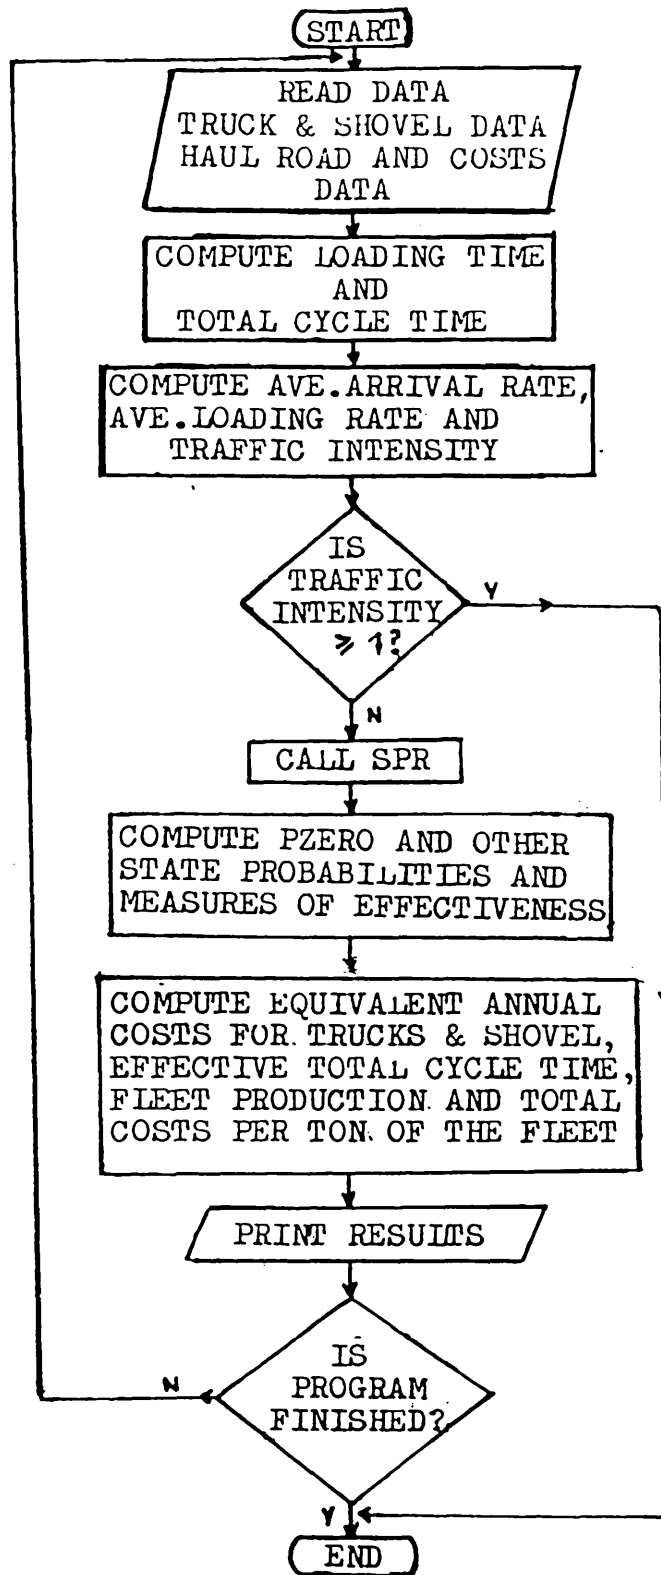 START
READ DATA
TRUCK & SHOVEL DATA
HAUL ROAD AND COSTS
DATA
COMPUTE LOADING TIME
AND
TOTAL CYCLE TIME
COMPUTE AVE.ARRIVAL RATE,
AVE.LOADING RATE AND
TRAFFIC INTENSITY
IS
TRAFFIC
INTENSITY
≥ 1?
Y
N
CALL SPR
COMPUTE PZERO AND OTHER
STATE PROBABILITIES AND
MEASURES OF EFFECTIVENESS
COMPUTE EQUIVALENT ANNUAL
COSTS FOR TRUCKS & SHOVEL,
EFFECTIVE TOTAL CYCLE TIME,
FLEET PRODUCTION AND TOTAL
COSTS PER TON OF THE FLEET
PRINT RESULTS
IS
PROGRAM
FINISHED?
N
Y
END